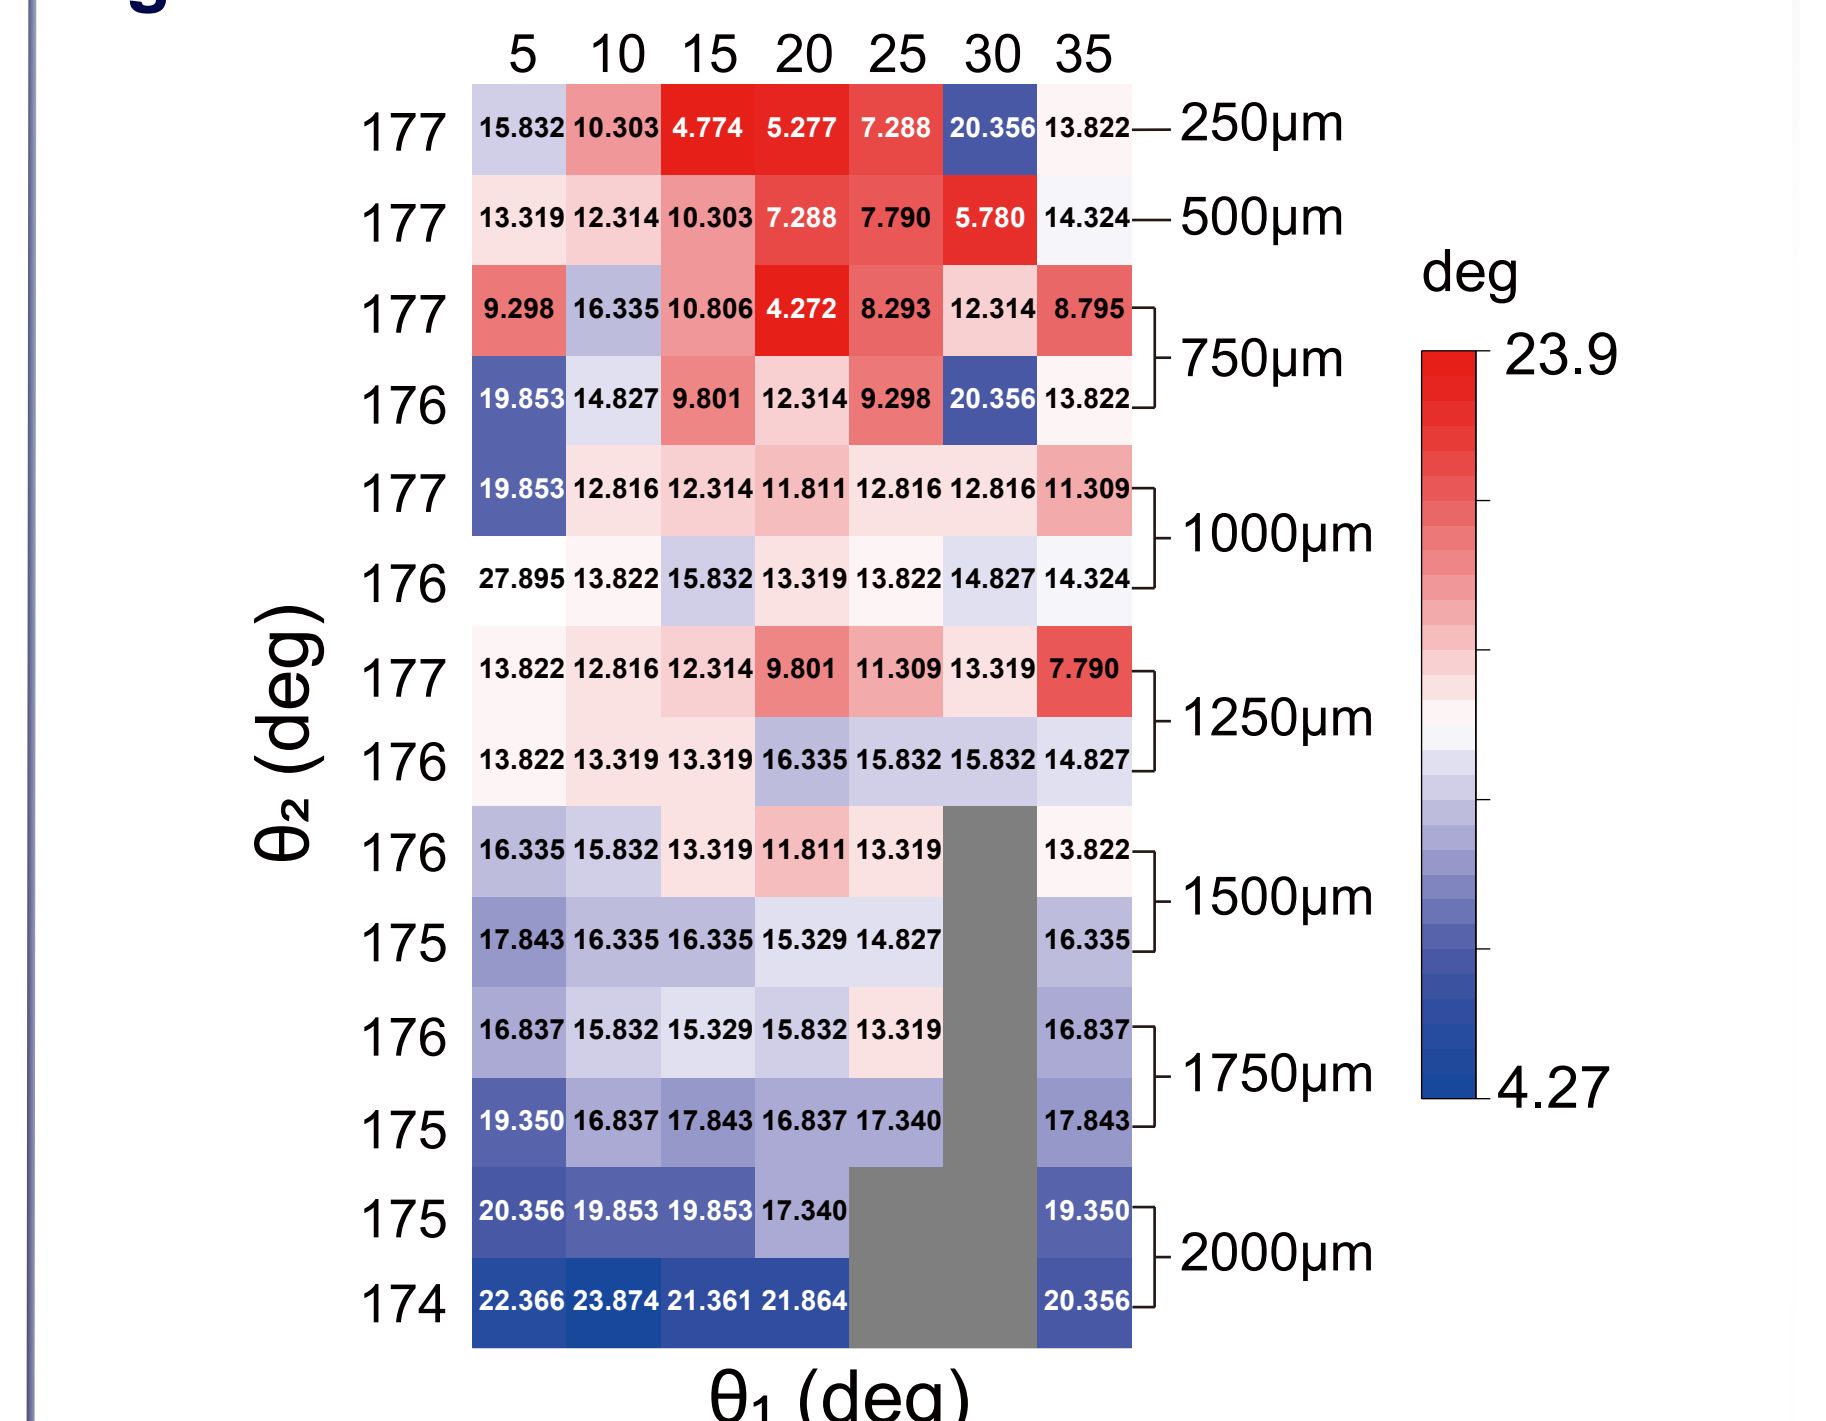 5 10 15 20 25 30 35
177 15.832 10.303 4.774 5.277 7.288 20.356 13.822 250µm
177 13.319 12.314 10.303 7.288 7.790 5.780 14.324 500µm
177 9.298 16.335 10.806 4.272 8.293 12.314 8.795
750µm
176 19.853 14.827 9.801 12.314 9.298 20.356 13.822
177 19.853 12.816 12.314 11.811 12.816 12.816 11.309
1000µm
176 27.895 13.822 15.832 13.319 13.822 14.827 14.324
177 13.822 12.816 12.314 9.801 11.309 13.319 7.790
1250µm
176 13.822 13.319 13.319 16.335 15.832 15.832 14.827
176 16.335 15.832 13.319 11.811 13.319 13.822
1500µm
175 17.843 16.335 16.335 15.329 14.827 16.335
176 16.837 15.832 15.329 15.832 13.319 16.837
1750µm
175 19.350 16.837 17.843 16.837 17.340 17.843
175 20.356 19.853 19.853 17.340 19.350
2000µm
174 22.366 23.874 21.361 21.864 20.356
θ₂ (deg)
θ₁ (deg)
deg
23.9
4.27